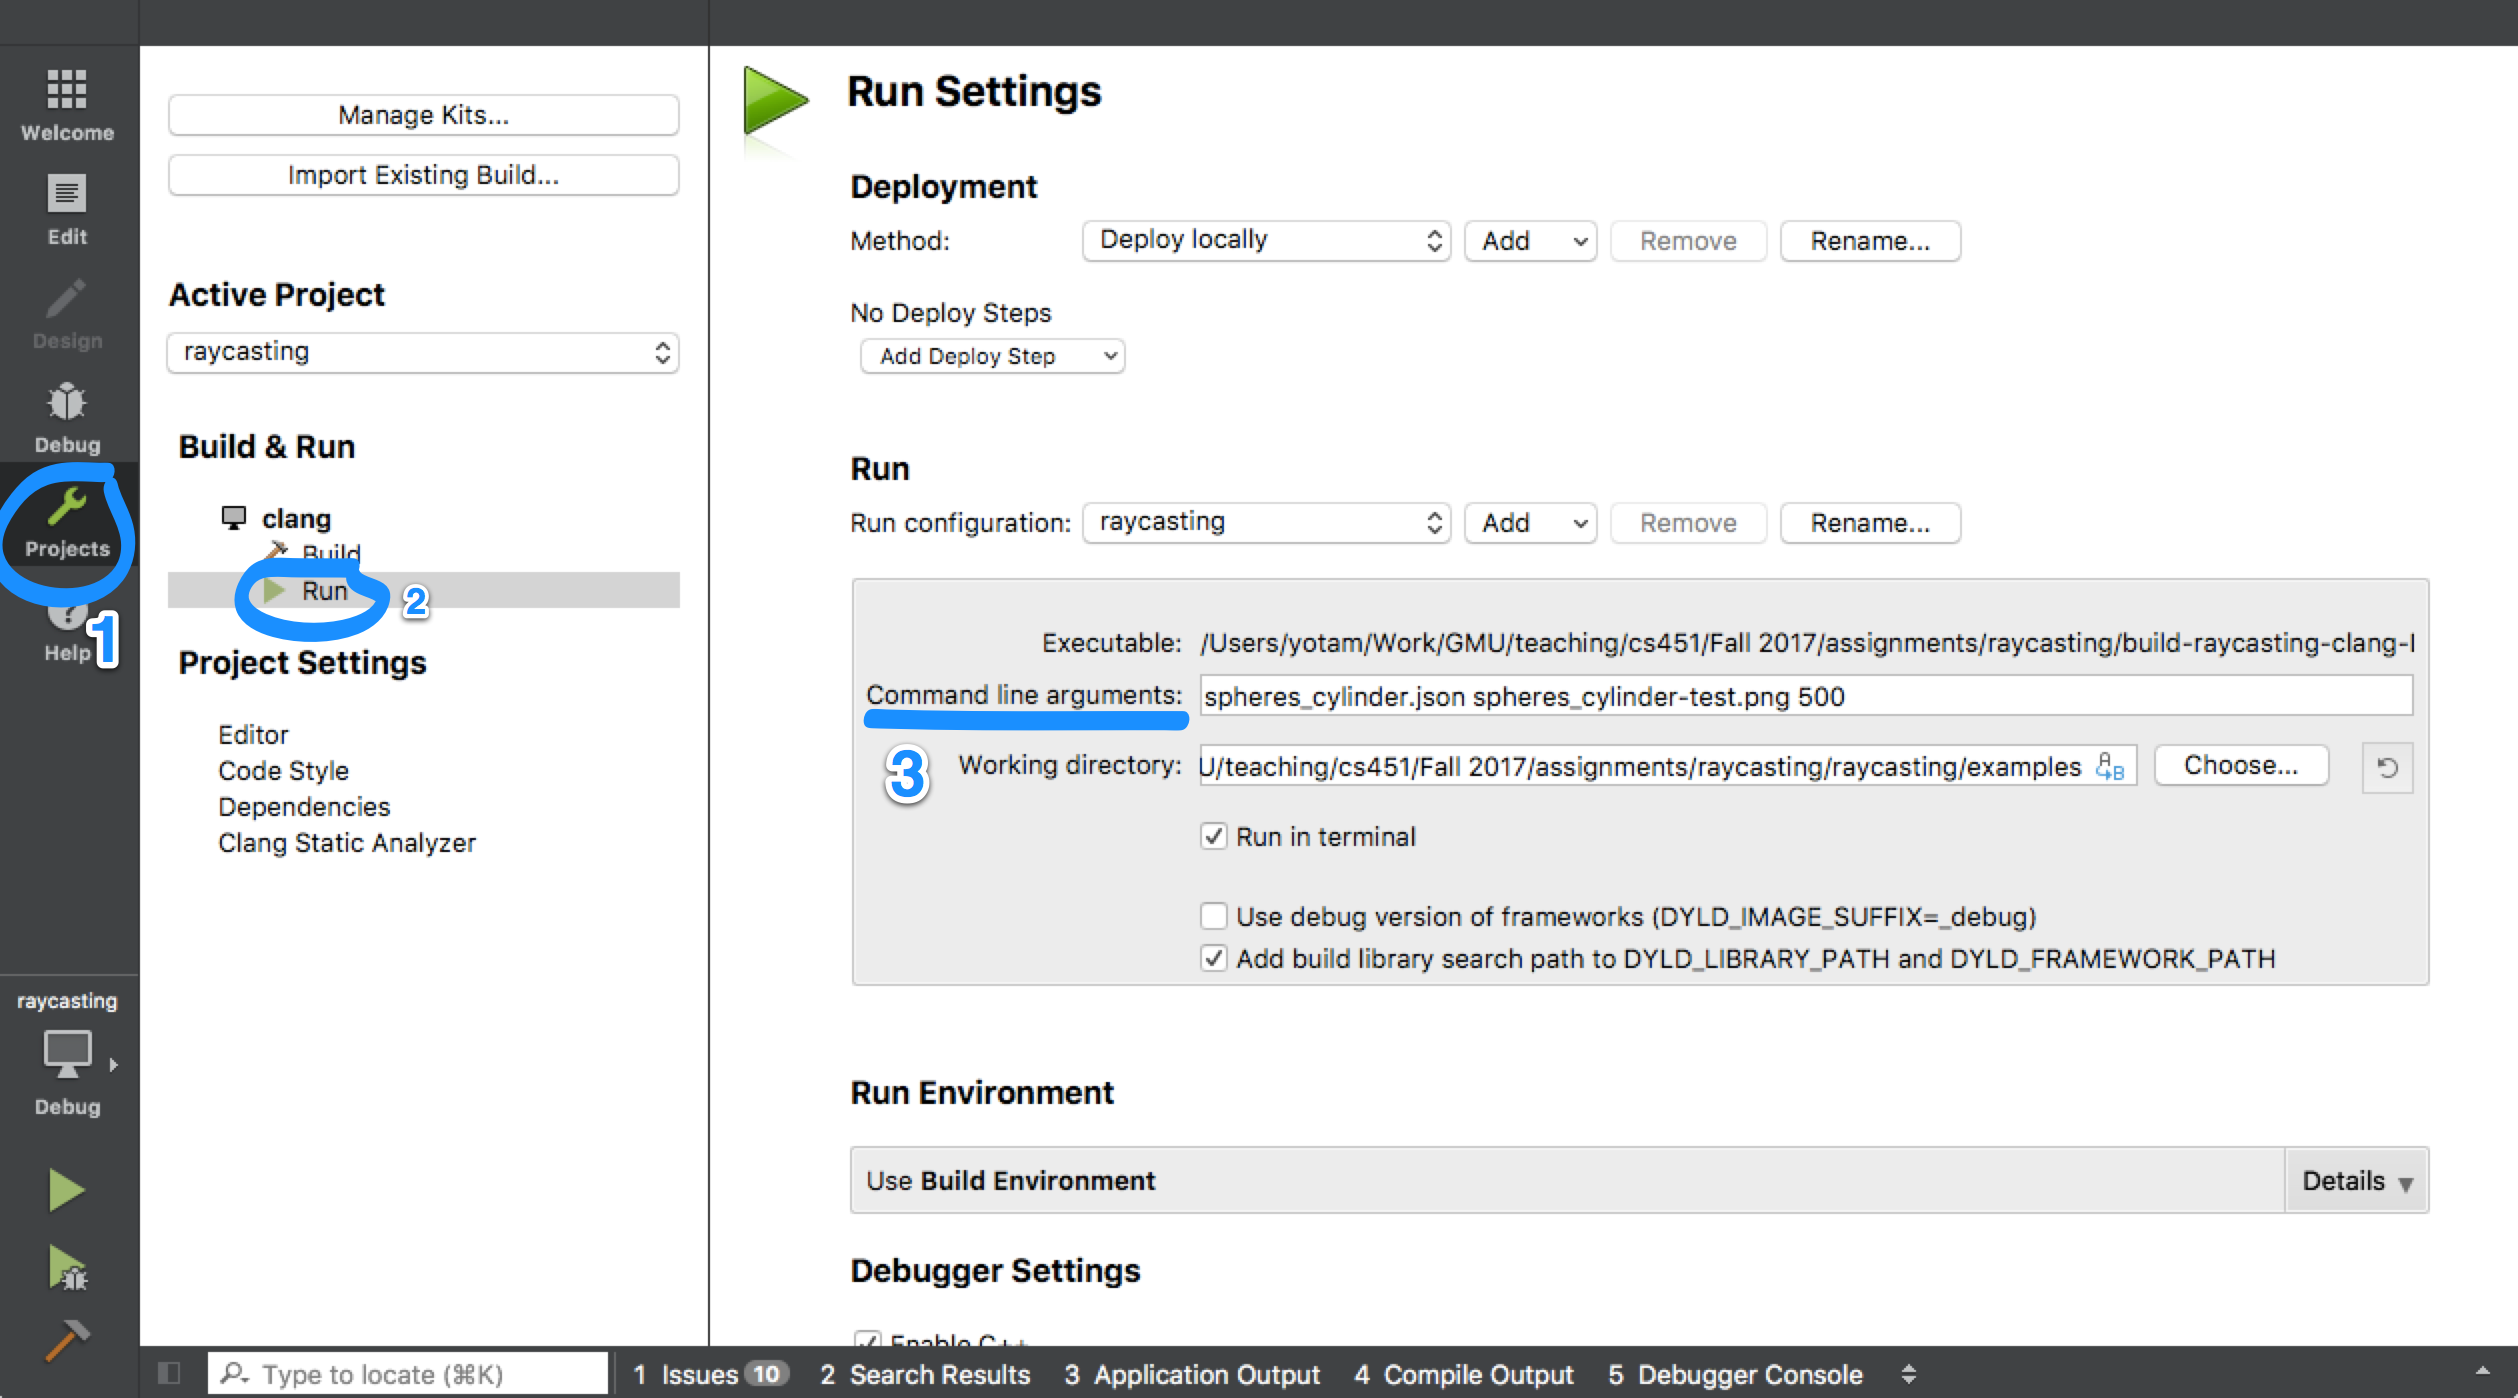 Welcome
Edit
Design
Debug
Projects
1
Help
raycasting
Debug
Manage Kits...
Import Existing Build...
Active Project
raycasting
Build & Run
clang
Build
Run
2
Project Settings
Editor
Code Style
Dependencies
Clang Static Analyzer
Run Settings
Deployment
Method: Deploy locally Add Remove Rename...
No Deploy Steps
Add Deploy Step
Run
Run configuration: raycasting Add Remove Rename...
Executable: /Users/yotam/Work/GMU/teaching/cs451/Fall 2017/assignments/raycasting/build-raycasting-clang-
Command line arguments: spheres_cylinder.json spheres_cylinder-test.png 500
3
Working directory: U/teaching/cs451/Fall 2017/assignments/raycasting/raycasting/examples Choose...
Run in terminal
Use debug version of frameworks (DYLD_IMAGE_SUFFIX=_debug)
Add build library search path to DYLD_LIBRARY_PATH and DYLD_FRAMEWORK_PATH
Run Environment
Use Build Environment Details
Debugger Settings
Enable C++
Type to locate (⌘K) 1 Issues 10 2 Search Results 3 Application Output 4 Compile Output 5 Debugger Console